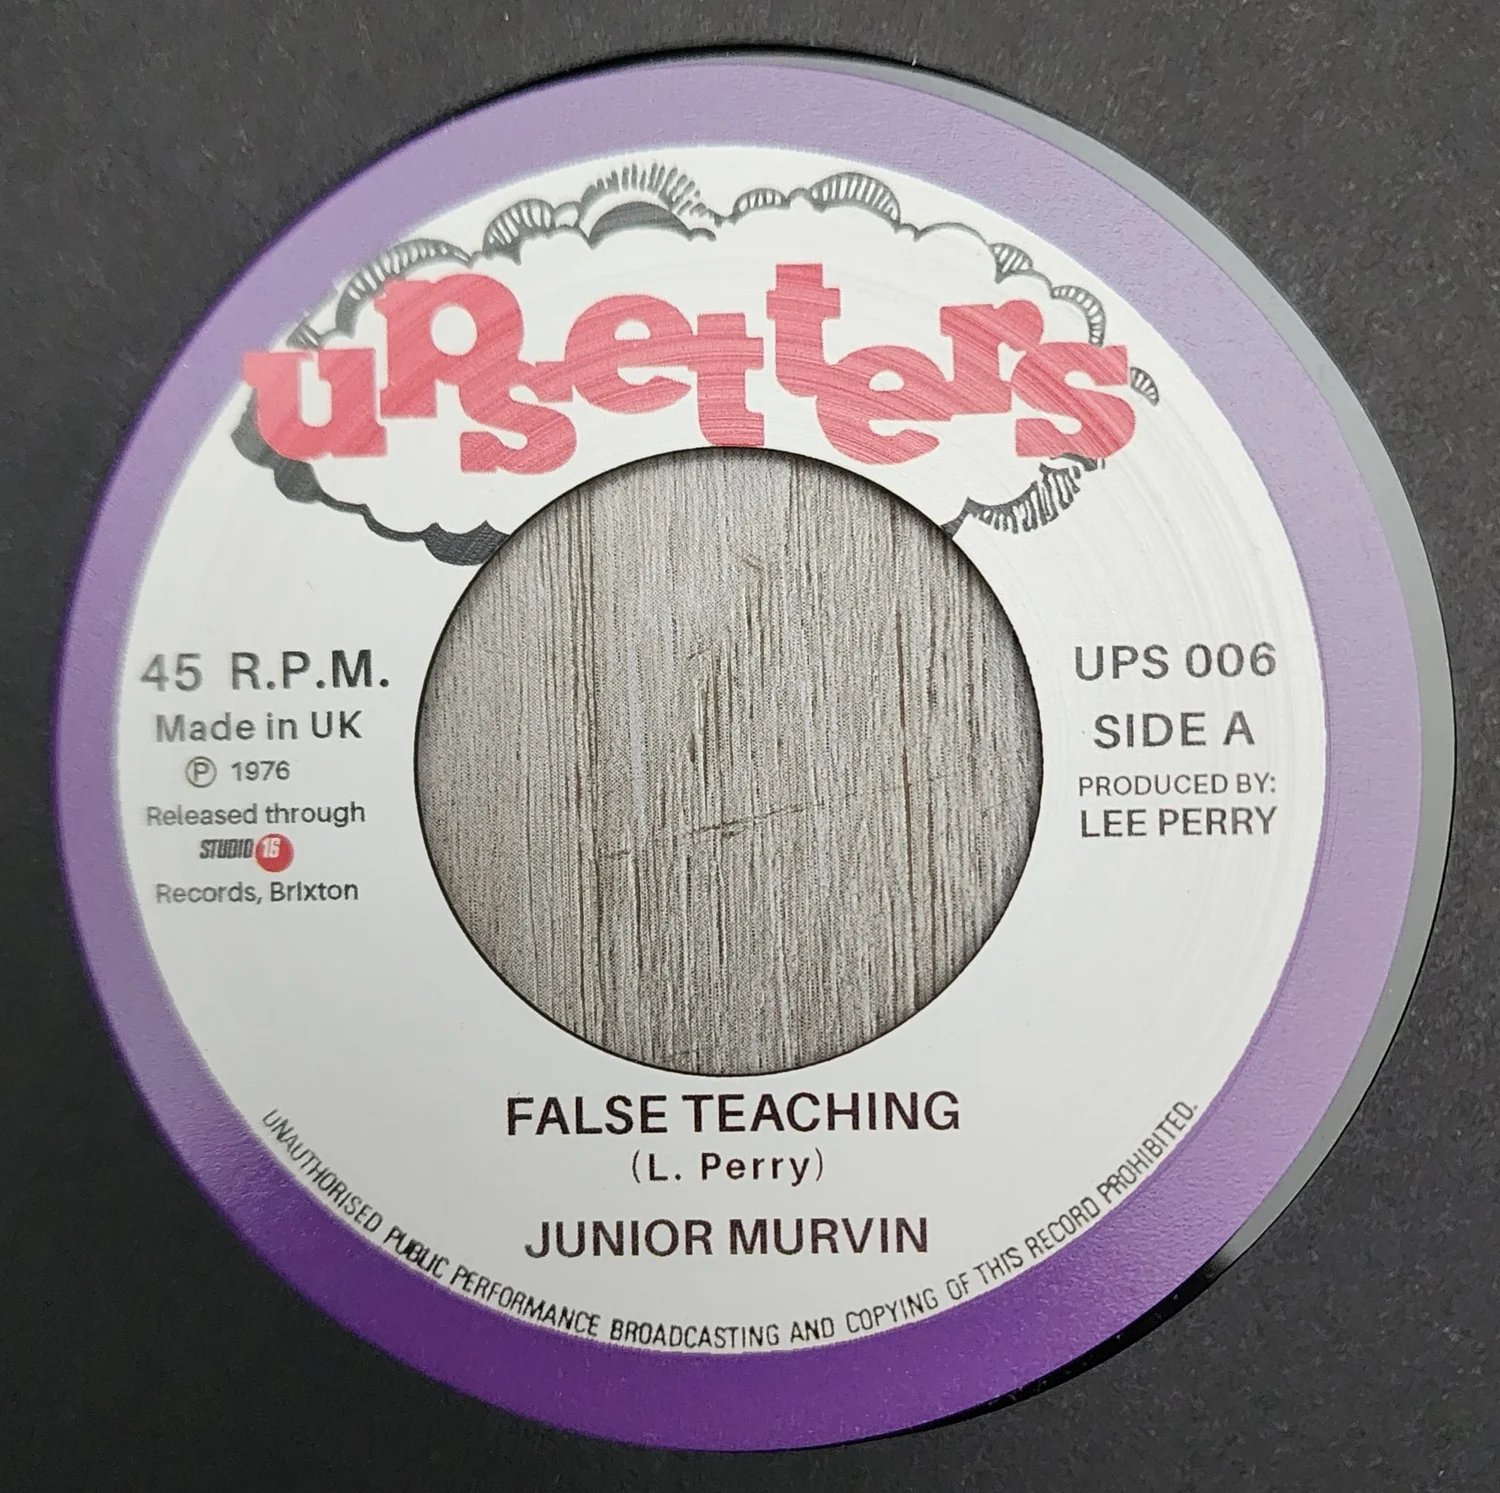 upsetters
45 R.P.M.
Made in UK
Ⓟ 1976
Released through
STUDIO 16
Records, Brixton
UPS 006
SIDE A
PRODUCED BY:
LEE PERRY
FALSE TEACHING
(L. Perry)
JUNIOR MURVIN
UNAUTHORISED PUBLIC PERFORMANCE BROADCASTING AND COPYING OF THIS RECORD PROHIBITED.